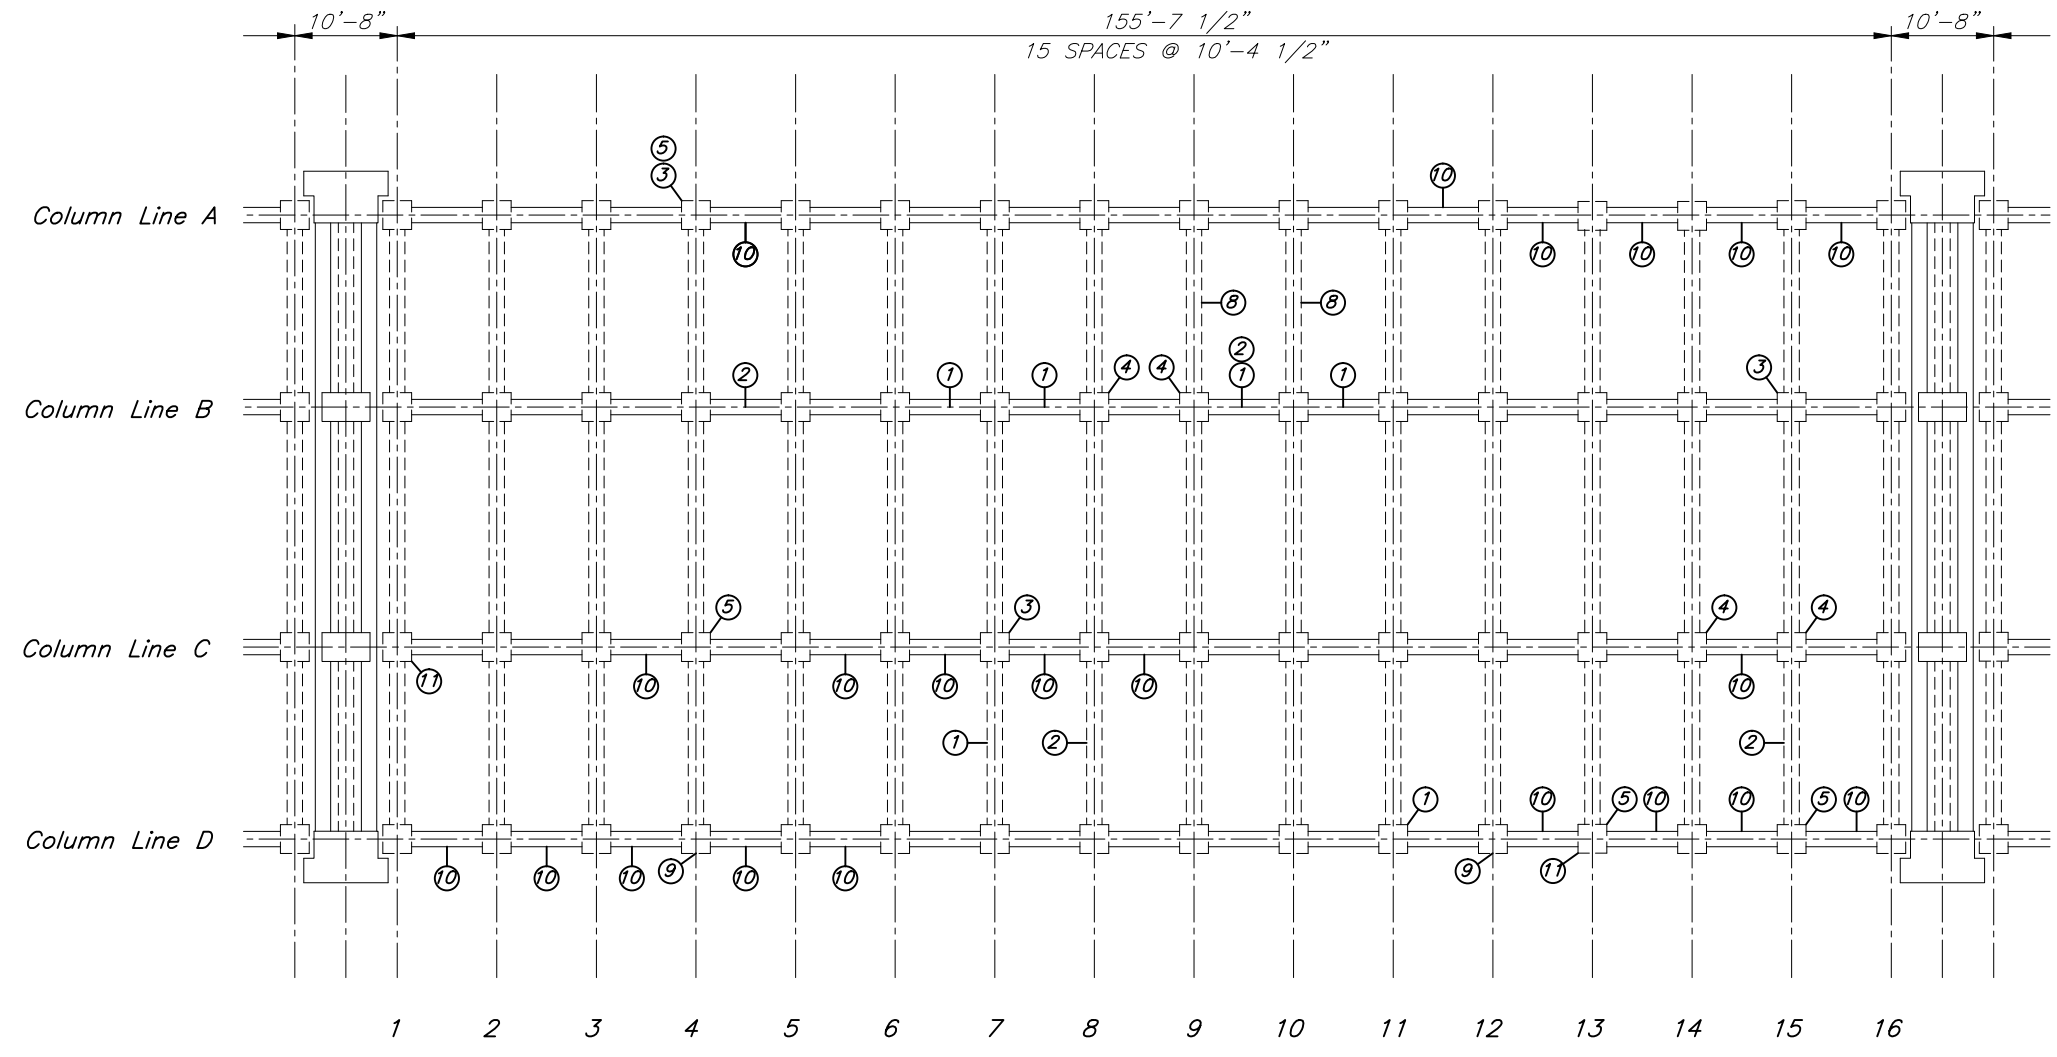 10'-8" 155'-7 1/2" 10'-8"
15 SPACES @ 10'-4 1/2"
5
3 10
Column Line A
10 10 10 10 10
8 8
2
2 1 1 4 4 1 1 3
Column Line B
5 3 4 4
Column Line C
11 10 10 10 10 10 10
1 2 2
1 10 5 10 10 5 10
Column Line D
10 10 10 9 10 10 9 11
1 2 3 4 5 6 7 8 9 10 11 12 13 14 15 16